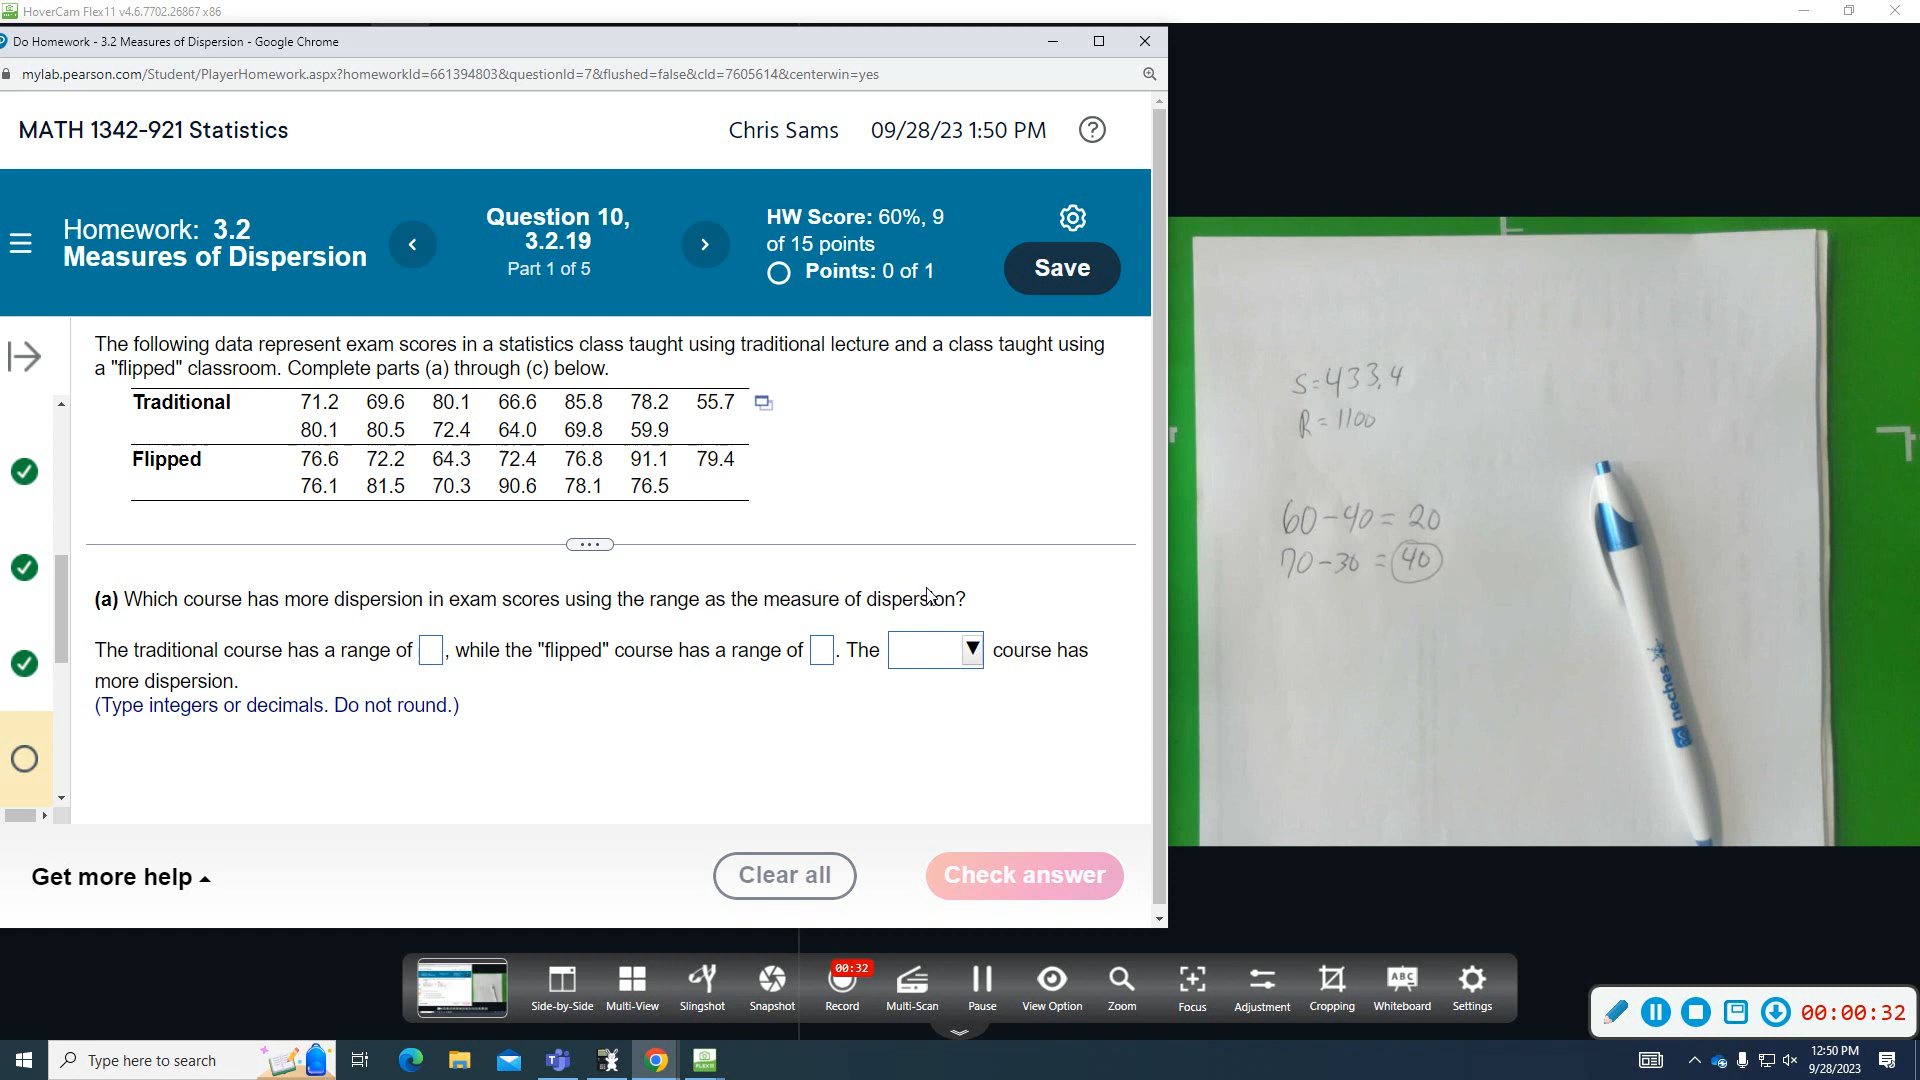 HoverCam Flex11 v4.6.7702.26867 x86
Do Homework - 3.2 Measures of Dispersion - Google Chrome
mylab.pearson.com/Student/PlayerHomework.aspx?homeworkId=661394803&questionId=7&flushed=false&cId=7605614&centerwin=yes
MATH 1342-921 Statistics
Chris Sams 09/28/23 1:50 PM ?
Homework: 3.2
Measures of Dispersion
Question 10,
3.2.19
Part 1 of 5
HW Score: 60%, 9
of 15 points
Points: 0 of 1
Save
The following data represent exam scores in a statistics class taught using traditional lecture and a class taught using
a "flipped" classroom. Complete parts (a) through (c) below.
Traditional 71.2 69.6 80.1 66.6 85.8 78.2 55.7
80.1 80.5 72.4 64.0 69.8 59.9
Flipped 76.6 72.2 64.3 72.4 76.8 91.1 79.4
76.1 81.5 70.3 90.6 78.1 76.5
(a) Which course has more dispersion in exam scores using the range as the measure of dispersion?
The traditional course has a range of , while the "flipped" course has a range of . The course has
more dispersion.
(Type integers or decimals. Do not round.)
Get more help
Clear all
Check answer
S=433.4
R=1100
60-40=20
70-30=40
neches
00:32
Side-by-Side Multi-View Slingshot Snapshot Record Multi-Scan Pause View Option Zoom Focus Adjustment Cropping Whiteboard Settings
ABC
00:00:32
Type here to search
FLEX11
12:50 PM
9/28/2023